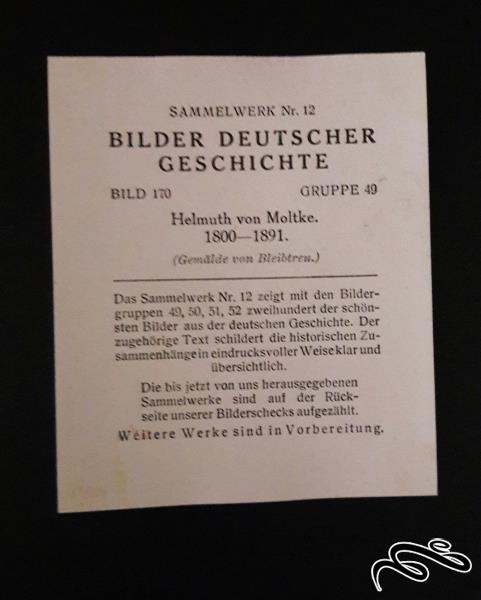 SAMMELWERK Nr. 12
BILDER DEUTSCHER
GESCHICHTE
BILD 170 GRUPPE 49
Helmuth von Moltke.
1800—1891.
(Gemälde von Bleibtreu.)
Das Sammelwerk Nr. 12 zeigt mit den Bilder-
gruppen 49, 50, 51, 52 zweihundert der schön-
sten Bilder aus der deutschen Geschichte. Der
zugehörige Text schildert die historischen Zu-
sammenhänge in eindrucksvoller Weise klar und
übersichtlich.
Die bis jetzt von uns herausgegebenen
Sammelwerke sind auf der Rück-
seite unserer Bilderschecks aufgezählt.
Weitere Werke sind in Vorbereitung.